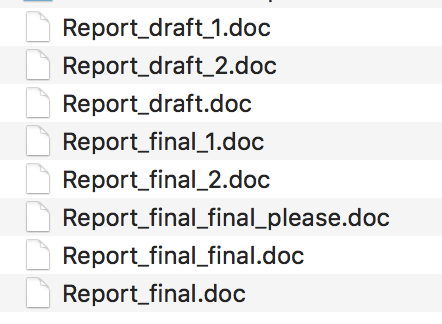 Report_draft_1.doc
Report_draft_2.doc
Report_draft.doc
Report_final_1.doc
Report_final_2.doc
Report_final_final_please.doc
Report_final_final.doc
Report_final.doc